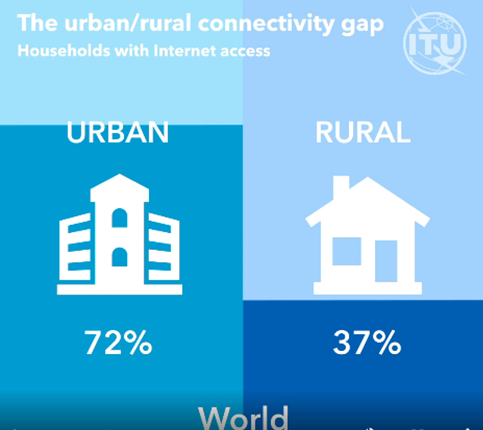 The urban/rural connectivity gap
Households with Internet access
ITU
URBAN
RURAL
72%
37%
World